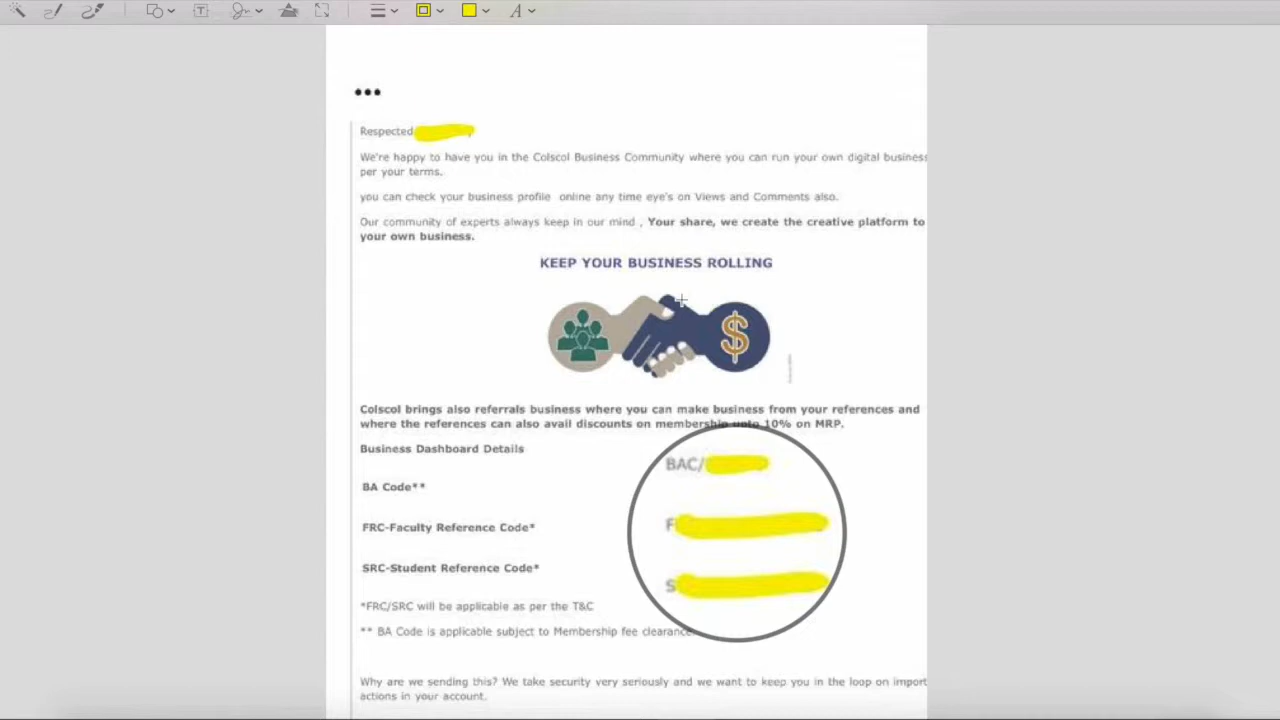 Respected
We're happy to have you in the Colscol Business Community where you can run your own digital business
per your terms.
you can check your business profile online any time eye's on Views and Comments also.
Our community of experts always keep in our mind , Your share, we create the creative platform to
your own business.
KEEP YOUR BUSINESS ROLLING
Colscol brings also referrals business where you can make business from your references and
where the references can also avail discounts on membership upto 10% on MRP.
Business Dashboard Details
BA Code** BAC/
FRC-Faculty Reference Code* F
SRC-Student Reference Code* S
*FRC/SRC will be applicable as per the T&C
** BA Code is applicable subject to Membership fee clearance.
Why are we sending this? We take security very seriously and we want to keep you in the loop on import
actions in your account.